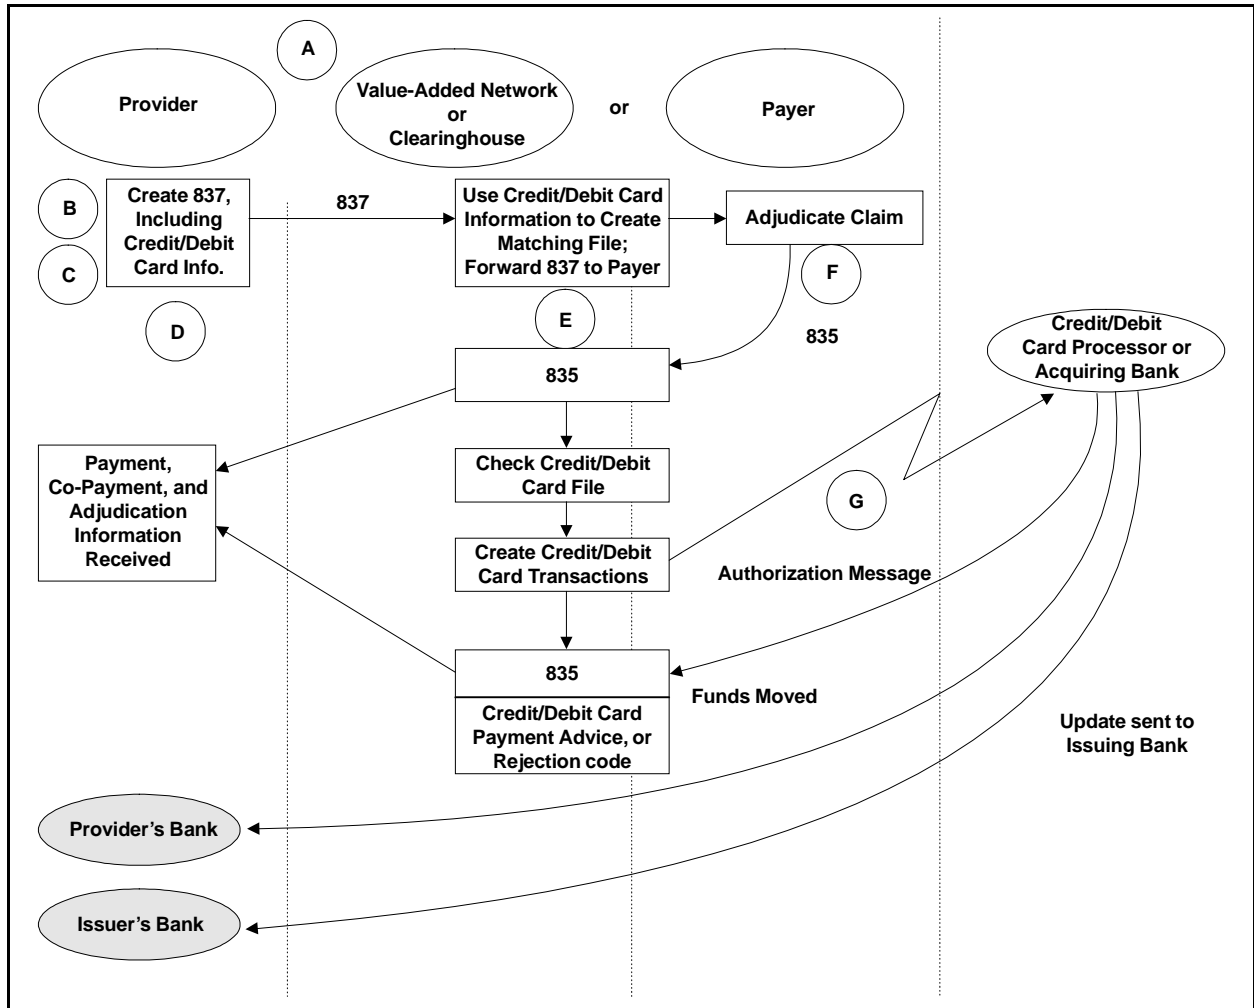 A
Provider
Value-Added Network
or
Clearinghouse
or
Payer
B
C
D
Create 837,
Including
Credit/Debit
Card Info.
837
Use Credit/Debit Card
Information to Create
Matching File;
Forward 837 to Payer
Adjudicate Claim
E
F
835
835
Credit/Debit
Card Processor or
Acquiring Bank
Payment,
Co-Payment, and
Adjudication
Information
Received
Check Credit/Debit
Card File
G
Create Credit/Debit
Card Transactions
Authorization Message
835
Credit/Debit Card
Payment Advice, or
Rejection code
Funds Moved
Update sent to
Issuing Bank
Provider’s Bank
Issuer’s Bank